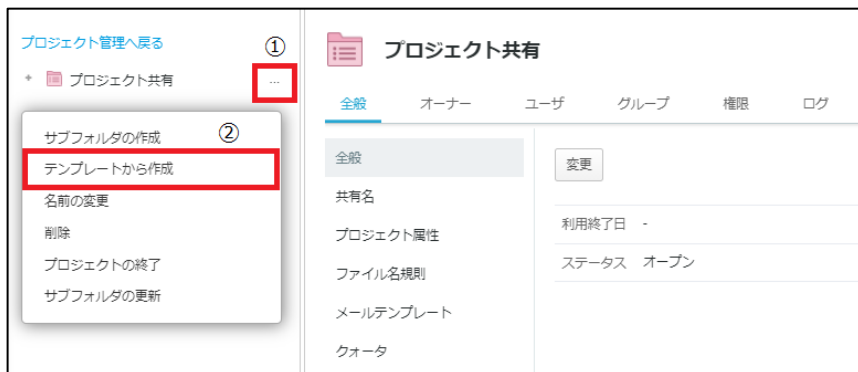 プロジェクト管理へ戻る
①
プロジェクト共有
...
サブフォルダの作成
②
テンプレートから作成
名前の変更
削除
プロジェクトの終了
サブフォルダの更新
プロジェクト共有
全般 オーナー ユーザ グループ 権限 ログ
全般
共有名
プロジェクト属性
ファイル名規則
メールテンプレート
クォータ
変更
利用終了日 -
ステータス オープン